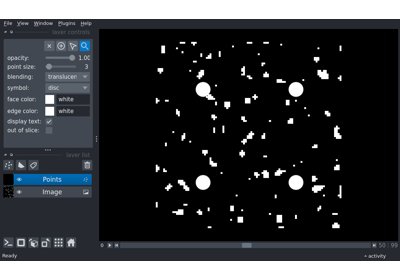 File View Window Plugins Help
layer controls
opacity: 1.00
point size: 3
blending: translucen
symbol: disc
face color: white
edge color: white
display text:
out of slice:
layer list
Points
Image
0 50 99
Ready activity